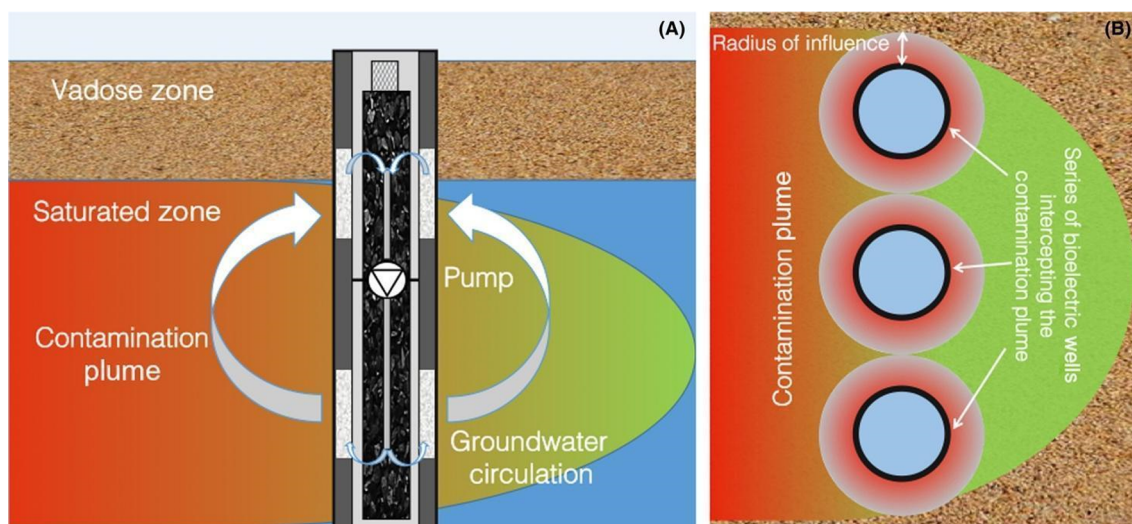 (A)
Vadose zone
Saturated zone
Contamination
plume
Pump
Groundwater
circulation
(B)
Radius of influence
Contamination plume
Series of bioelectric wells
intercepting the
contamination plume